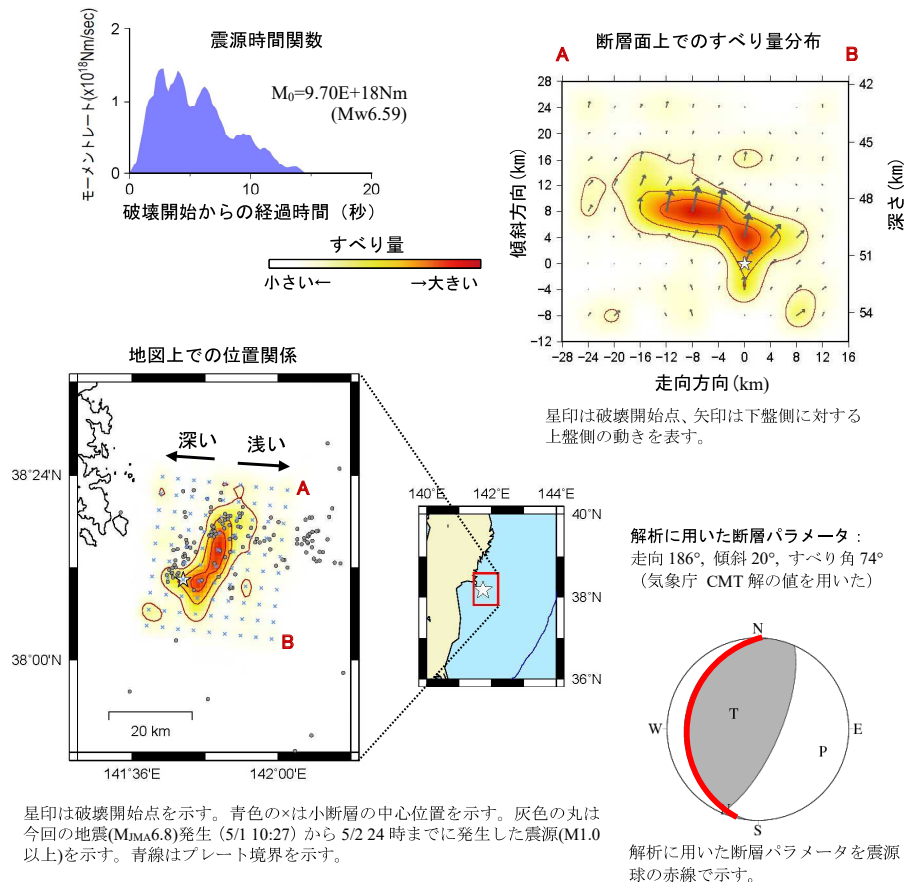 震源時間関数
モーメントレート(x10¹⁸Nm/sec)
2
1
0
M₀=9.70E+18Nm
(Mw6.59)
0 10 20
破壊開始からの経過時間（秒）
すべり量
小さい← →大きい
断層面上でのすべり量分布
A B
傾斜方向 (km)
28
24
20
16
12
8
4
0
−4
−8
−12
42
45
48
51
54
深さ (km)
−28 −24 −20 −16 −12 −8 −4 0 4 8 12 16
走向方向 (km)
星印は破壊開始点、矢印は下盤側に対する
上盤側の動きを表す。
地図上での位置関係
深い 浅い
38°24'N
A
B
38°00'N
20 km
141°36'E 142°00'E
140°E 142°E 144°E
40°N
38°N
36°N
解析に用いた断層パラメータ：
走向 186°, 傾斜 20°, すべり角 74°
（気象庁 CMT 解の値を用いた）
N
T
W E
P
S
解析に用いた断層パラメータを震源
球の赤線で示す。
星印は破壊開始点を示す。青色の×は小断層の中心位置を示す。灰色の丸は
今回の地震(MJMA6.8)発生（5/1 10:27）から 5/2 24 時までに発生した震源(M1.0
以上)を示す。青線はプレート境界を示す。